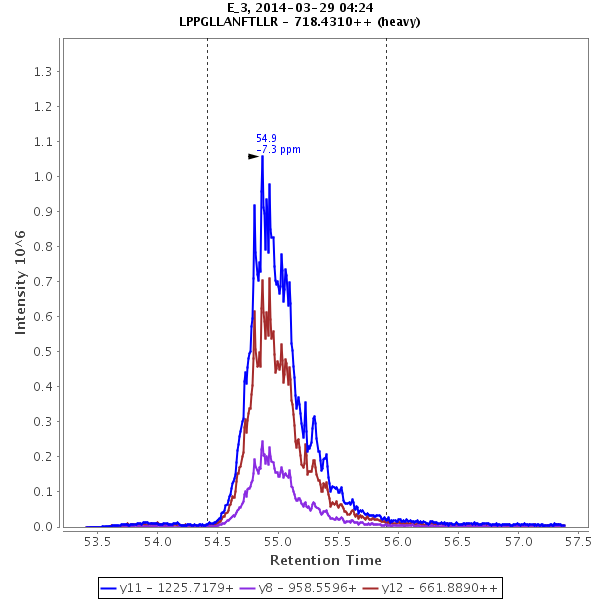 E_3, 2014-03-29 04:24
LPPGLLANFTLLR - 718.4310++ (heavy)
54.9
-7.3 ppm
Intensity 10^6
1.3
1.2
1.1
1.0
0.9
0.8
0.7
0.6
0.5
0.4
0.3
0.2
0.1
0.0
53.5 54.0 54.5 55.0 55.5 56.0 56.5 57.0 57.5
Retention Time
y11 - 1225.7179+ y8 - 958.5596+ y12 - 661.8890++